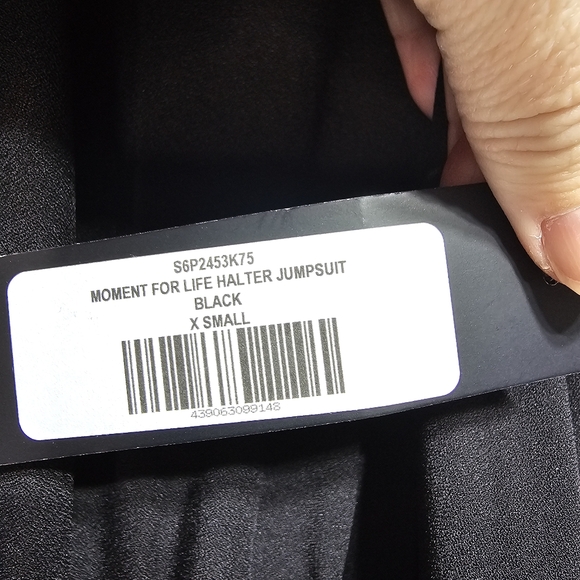 S6P2453K75
MOMENT FOR LIFE HALTER JUMPSUIT
BLACK
X SMALL
439063099148